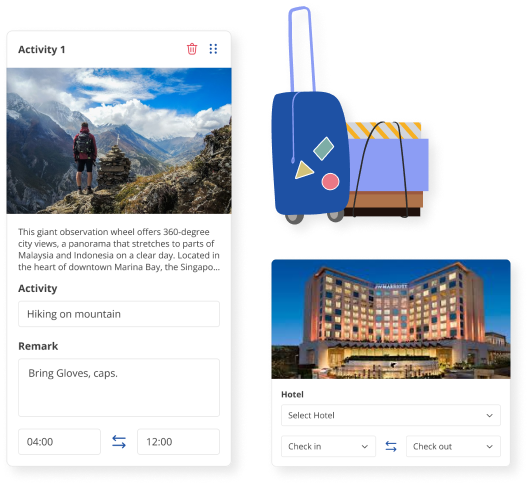 Activity 1
This giant observation wheel offers 360-degree
city views, a panorama that stretches to parts of
Malaysia and Indonesia on a clear day. Located in
the heart of downtown Marina Bay, the Singapo...
Activity
Hiking on mountain
Remark
Bring Gloves, caps.
04:00
12:00
JW MARRIOTT
Hotel
Select Hotel
Check in
Check out